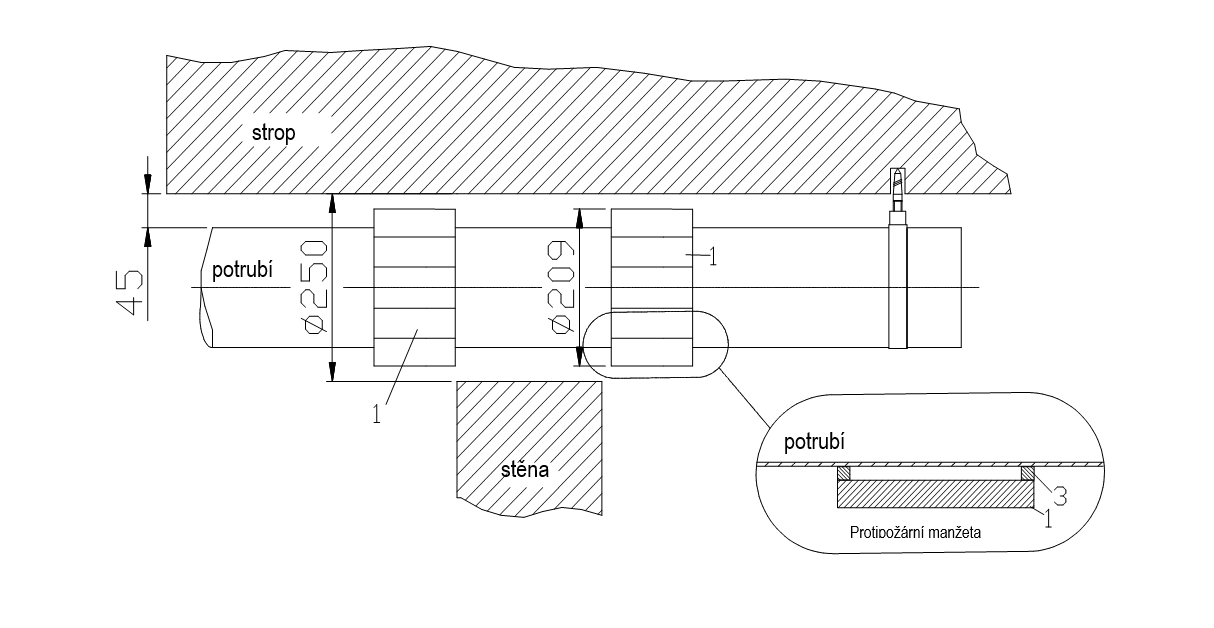 strop
45
potrubí
ø250
ø209
1
1
stěna
potrubí
3
1
Protipožární manžeta